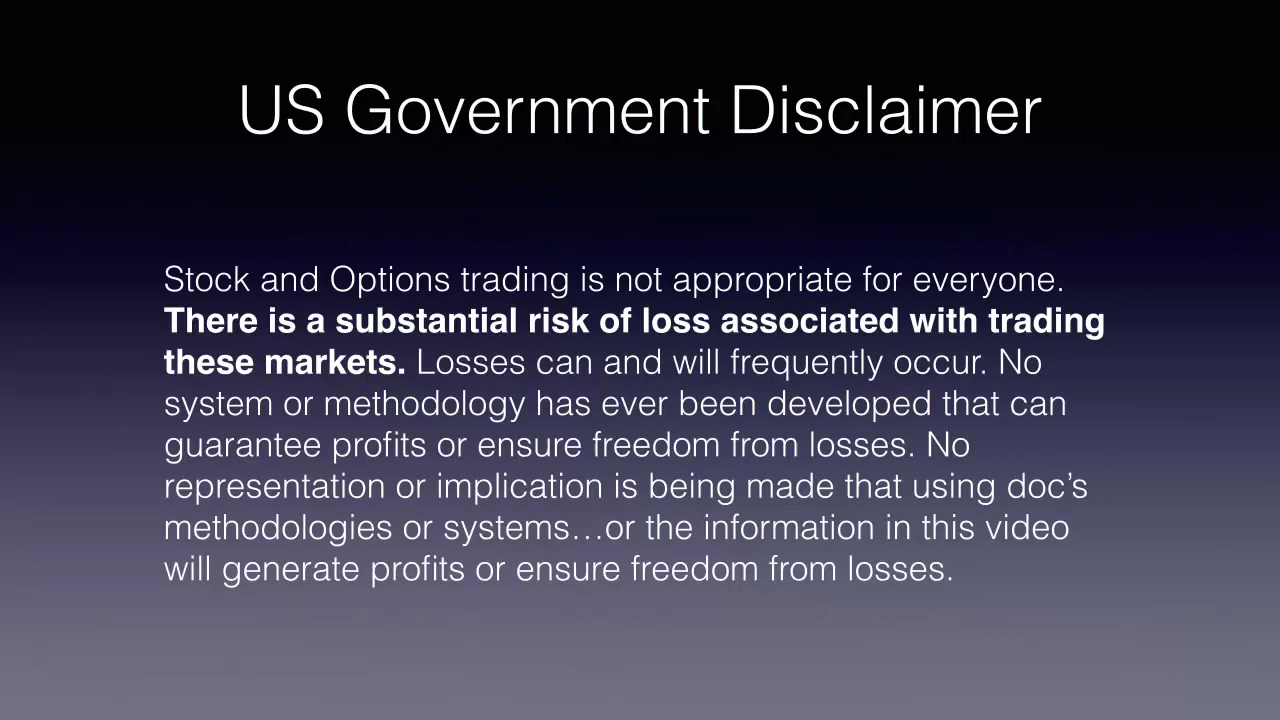 US Government Disclaimer
Stock and Options trading is not appropriate for everyone.
There is a substantial risk of loss associated with trading
these markets. Losses can and will frequently occur. No
system or methodology has ever been developed that can
guarantee profits or ensure freedom from losses. No
representation or implication is being made that using doc’s
methodologies or systems…or the information in this video
will generate profits or ensure freedom from losses.